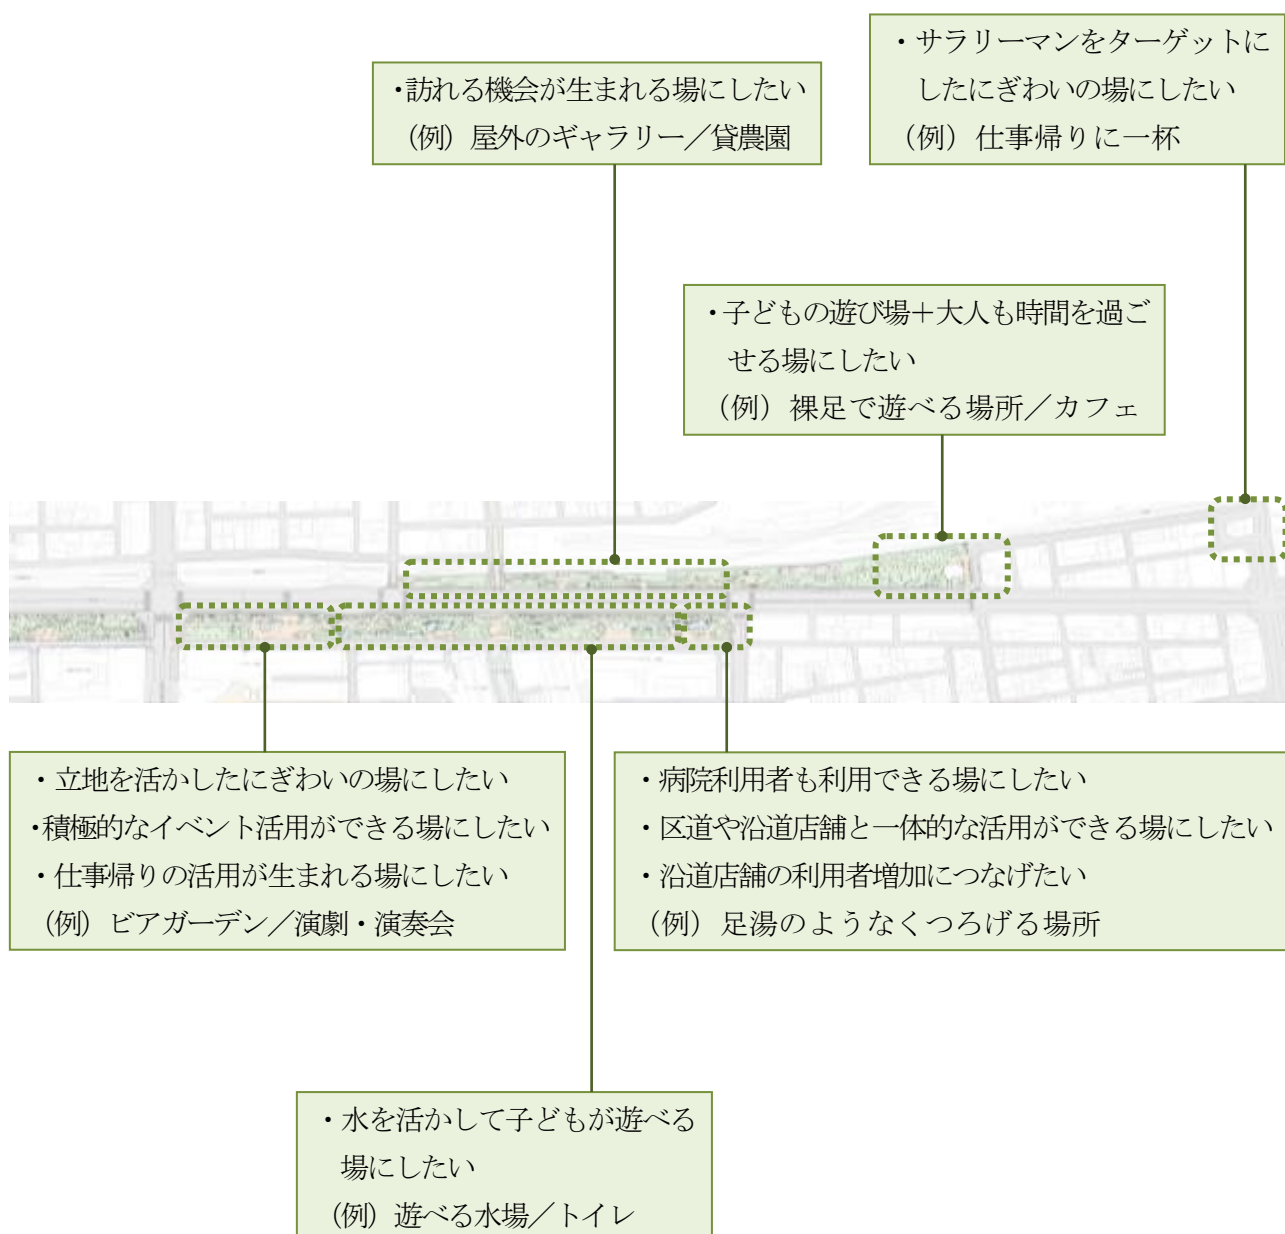 ・サラリーマンをターゲットに
したにぎわいの場にしたい
（例）仕事帰りに一杯
・訪れる機会が生まれる場にしたい
（例）屋外のギャラリー／貸農園
・子どもの遊び場＋大人も時間を過ご
せる場にしたい
（例）裸足で遊べる場所／カフェ
・立地を活かしたにぎわいの場にしたい
・積極的なイベント活用ができる場にしたい
・仕事帰りの活用が生まれる場にしたい
（例）ビアガーデン／演劇・演奏会
・病院利用者も利用できる場にしたい
・区道や沿道店舗と一体的な活用ができる場にしたい
・沿道店舗の利用者増加につなげたい
（例）足湯のようなくつろげる場所
・水を活かして子どもが遊べる
場にしたい
（例）遊べる水場／トイレ